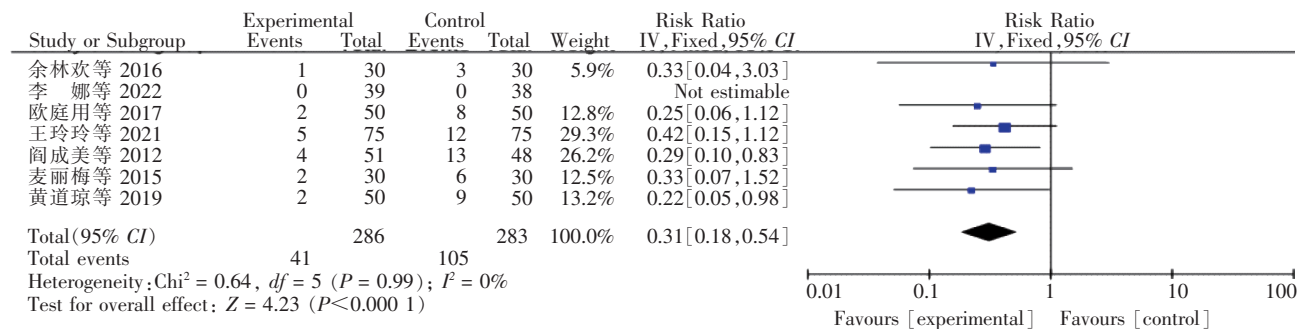 Experimental Control Risk Ratio Risk Ratio
Study or Subgroup Events Total Events Total Weight IV,Fixed,95% CI IV,Fixed,95% CI
余林欢等 2016 1 30 3 30 5.9% 0.33[0.04,3.03]
李 娜等 2022 0 39 0 38 Not estimable
欧庭用等 2017 2 50 8 50 12.8% 0.25[0.06,1.12]
王玲玲等 2021 5 75 12 75 29.3% 0.42[0.15,1.12]
阎成美等 2012 4 51 13 48 26.2% 0.29[0.10,0.83]
麦丽梅等 2015 2 30 6 30 12.5% 0.33[0.07,1.52]
黄道琼等 2019 2 50 9 50 13.2% 0.22[0.05,0.98]
Total(95% CI) 286 283 100.0% 0.31[0.18,0.54]
Total events 41 105
Heterogeneity:Chi² = 0.64, df = 5 (P = 0.99); I² = 0%
Test for overall effect: Z = 4.23 (P<0.000 1)
0.01 0.1 1 10 100
Favours [experimental] Favours [control]